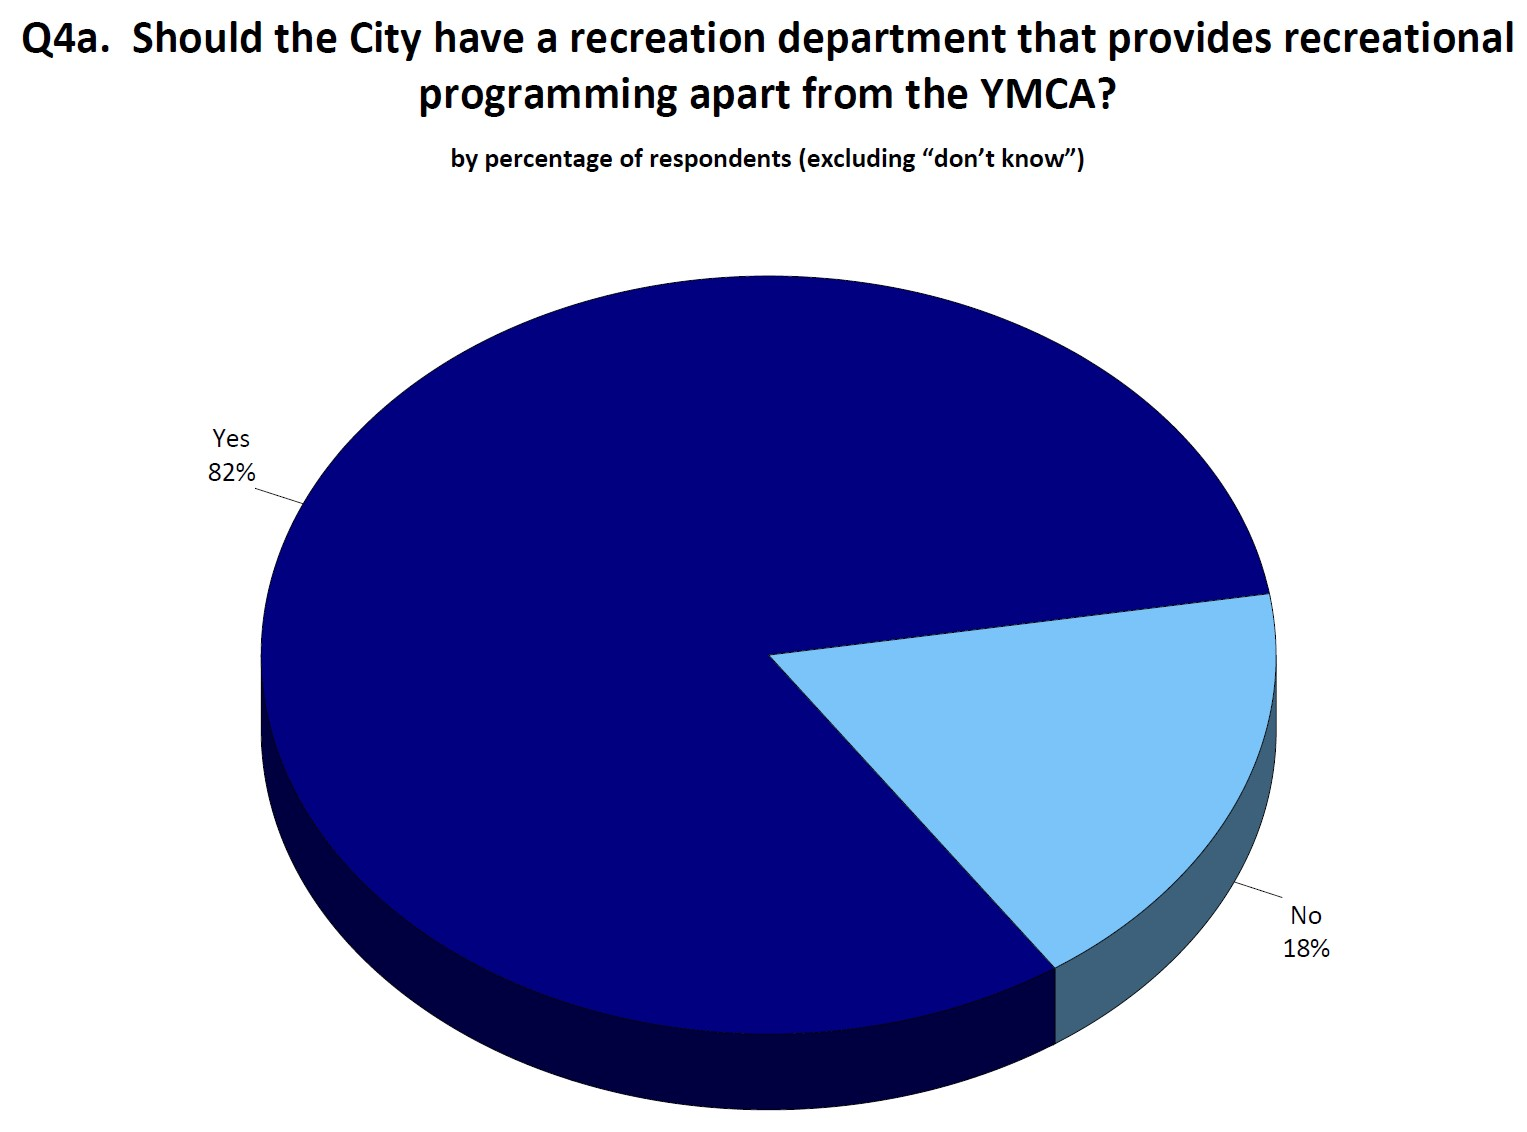 Q4a.  Should the City have a recreation department that provides recreational
programming apart from the YMCA?
by percentage of respondents (excluding “don’t know”)
Yes
82%
No
18%